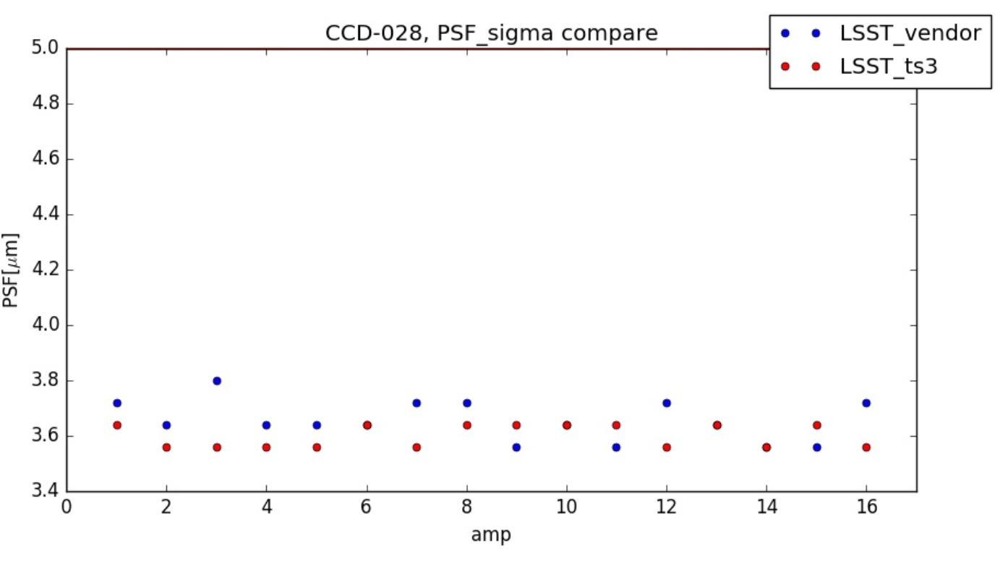 CCD-028, PSF_sigma compare
LSST_vendor
LSST_ts3
5.0
4.8
4.6
4.4
4.2
4.0
3.8
3.6
3.4
PSF[μm]
0 2 4 6 8 10 12 14 16
amp